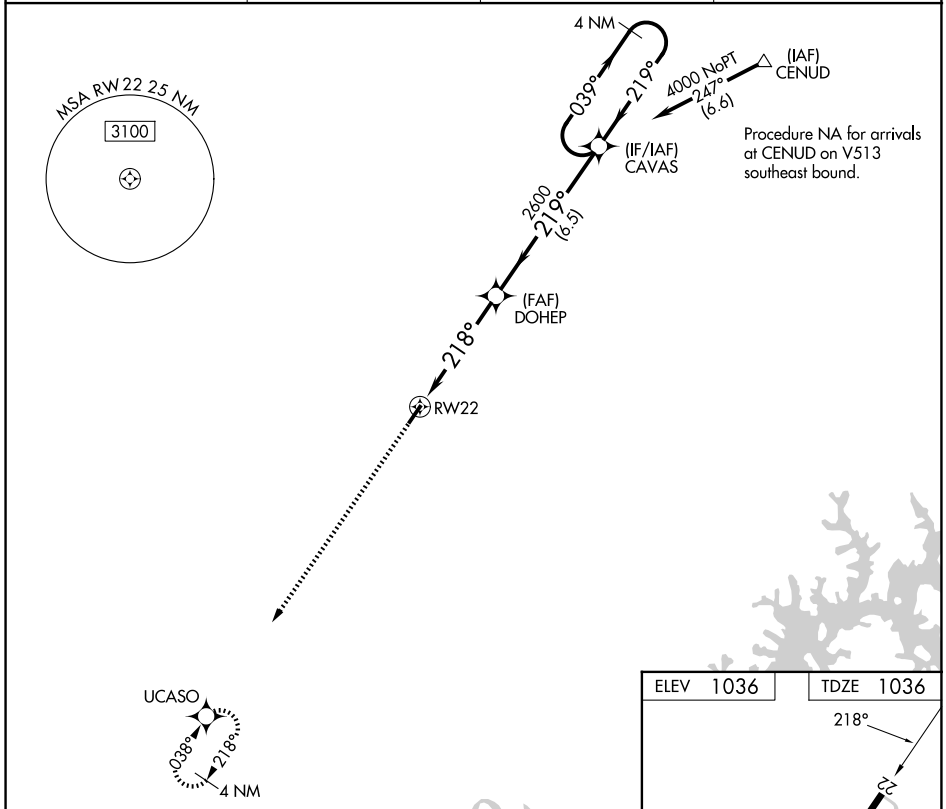 4 NM
(IAF)
CENUD
4000 NoPT
247°
(6.6)
039°
219°
MSA RW 22 25 NM
3100
Procedure NA for arrivals
at CENUD on V513
southeast bound.
(IF/IAF)
CAVAS
2600
219°
(6.5)
(FAF)
DOHEP
218°
RW22
UCASO
038°
218°
4 NM
ELEV 1036
TDZE 1036
218°
22